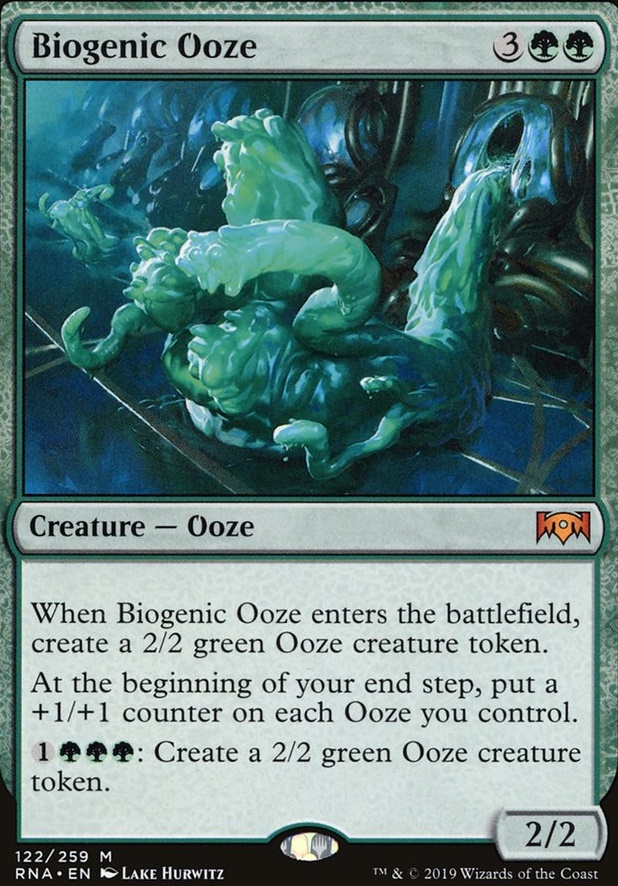 Biogenic Ooze 3
Creature — Ooze
When Biogenic Ooze enters the battlefield,
create a 2/2 green Ooze creature token.
At the beginning of your end step, put a
+1/+1 counter on each Ooze you control.
1: Create a 2/2 green Ooze creature
token.
2/2
122/259 M
RNA • EN Lake Hurwitz
™ & © 2019 Wizards of the Coast